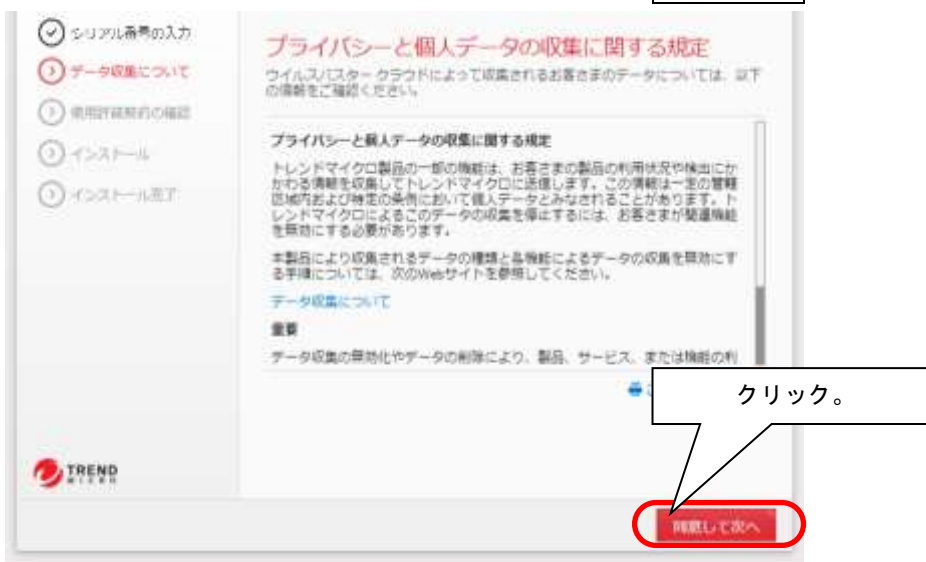 シリアル番号の入力
データ収集について
使用許諾契約の確認
インストール
インストール完了
プライバシーと個人データの収集に関する規定
ウイルスバスター クラウドによって収集されるお客さまのデータについては、以下
の情報をご確認ください。
プライバシーと個人データの収集に関する規定
トレンドマイクロ製品の一部の機能は、お客さまの製品の利用状況や検出にか
かわる情報を収集してトレンドマイクロに送信します。この情報は一定の管轄
区域内および特定の条例において個人データとみなされることがあります。ト
レンドマイクロによるこのデータの収集を停止するには、お客さまが関連機能
を無効にする必要があります。
本製品により収集されるデータの種類と各機能によるデータの収集を無効にす
る手順については、次のWebサイトを参照してください。
データ収集について
重要
データ収集の無効化やデータの削除により、製品、サービス、または機能の利
クリック。
TREND
MICRO
同意して次へ